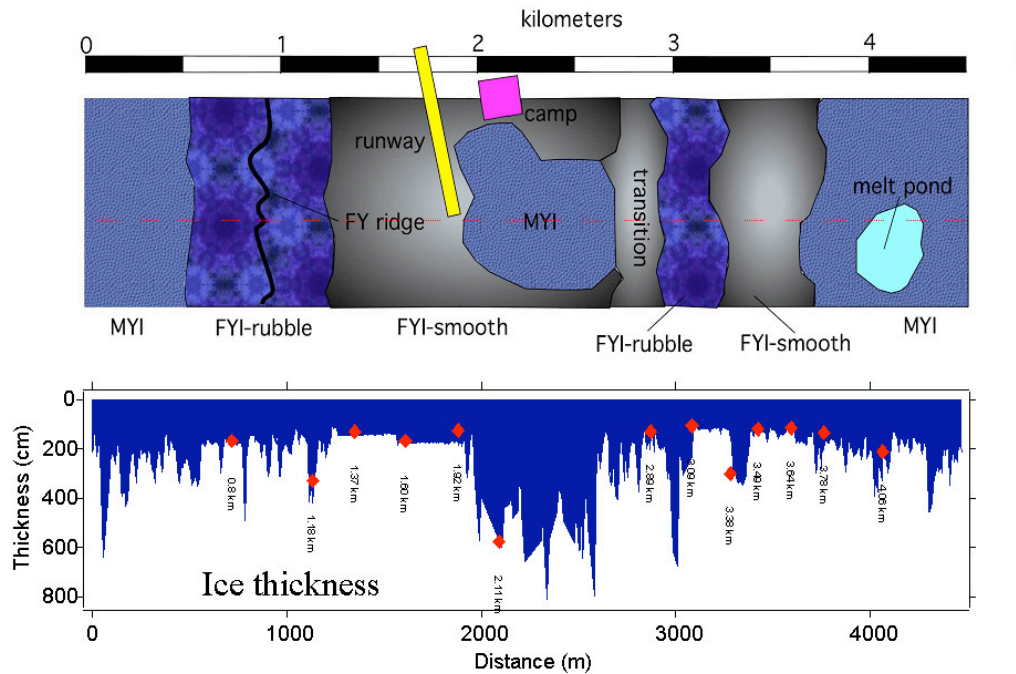 kilometers
0 1 2 3 4
camp
runway
transition
melt pond
FY ridge
MYI
MYI
FYI-rubble
FYI-smooth
FYI-rubble
FYI-smooth
MYI
0
200
400
600
800
Thickness (cm)
0.8 km
1.18 km
1.37 km
1.60 km
1.92 km
2.11 km
2.89 km
3.09 km
3.38 km
3.49 km
3.64 km
3.78 km
4.06 km
Ice thickness
0 1000 2000 3000 4000
Distance (m)